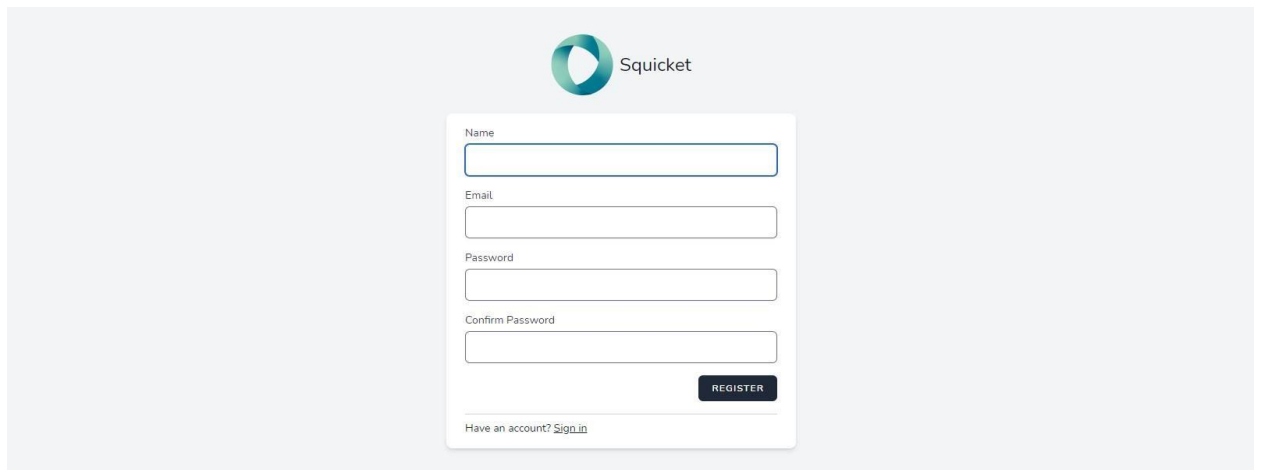 Squicket
Name
Email
Password
Confirm Password
REGISTER
Have an account? Sign in